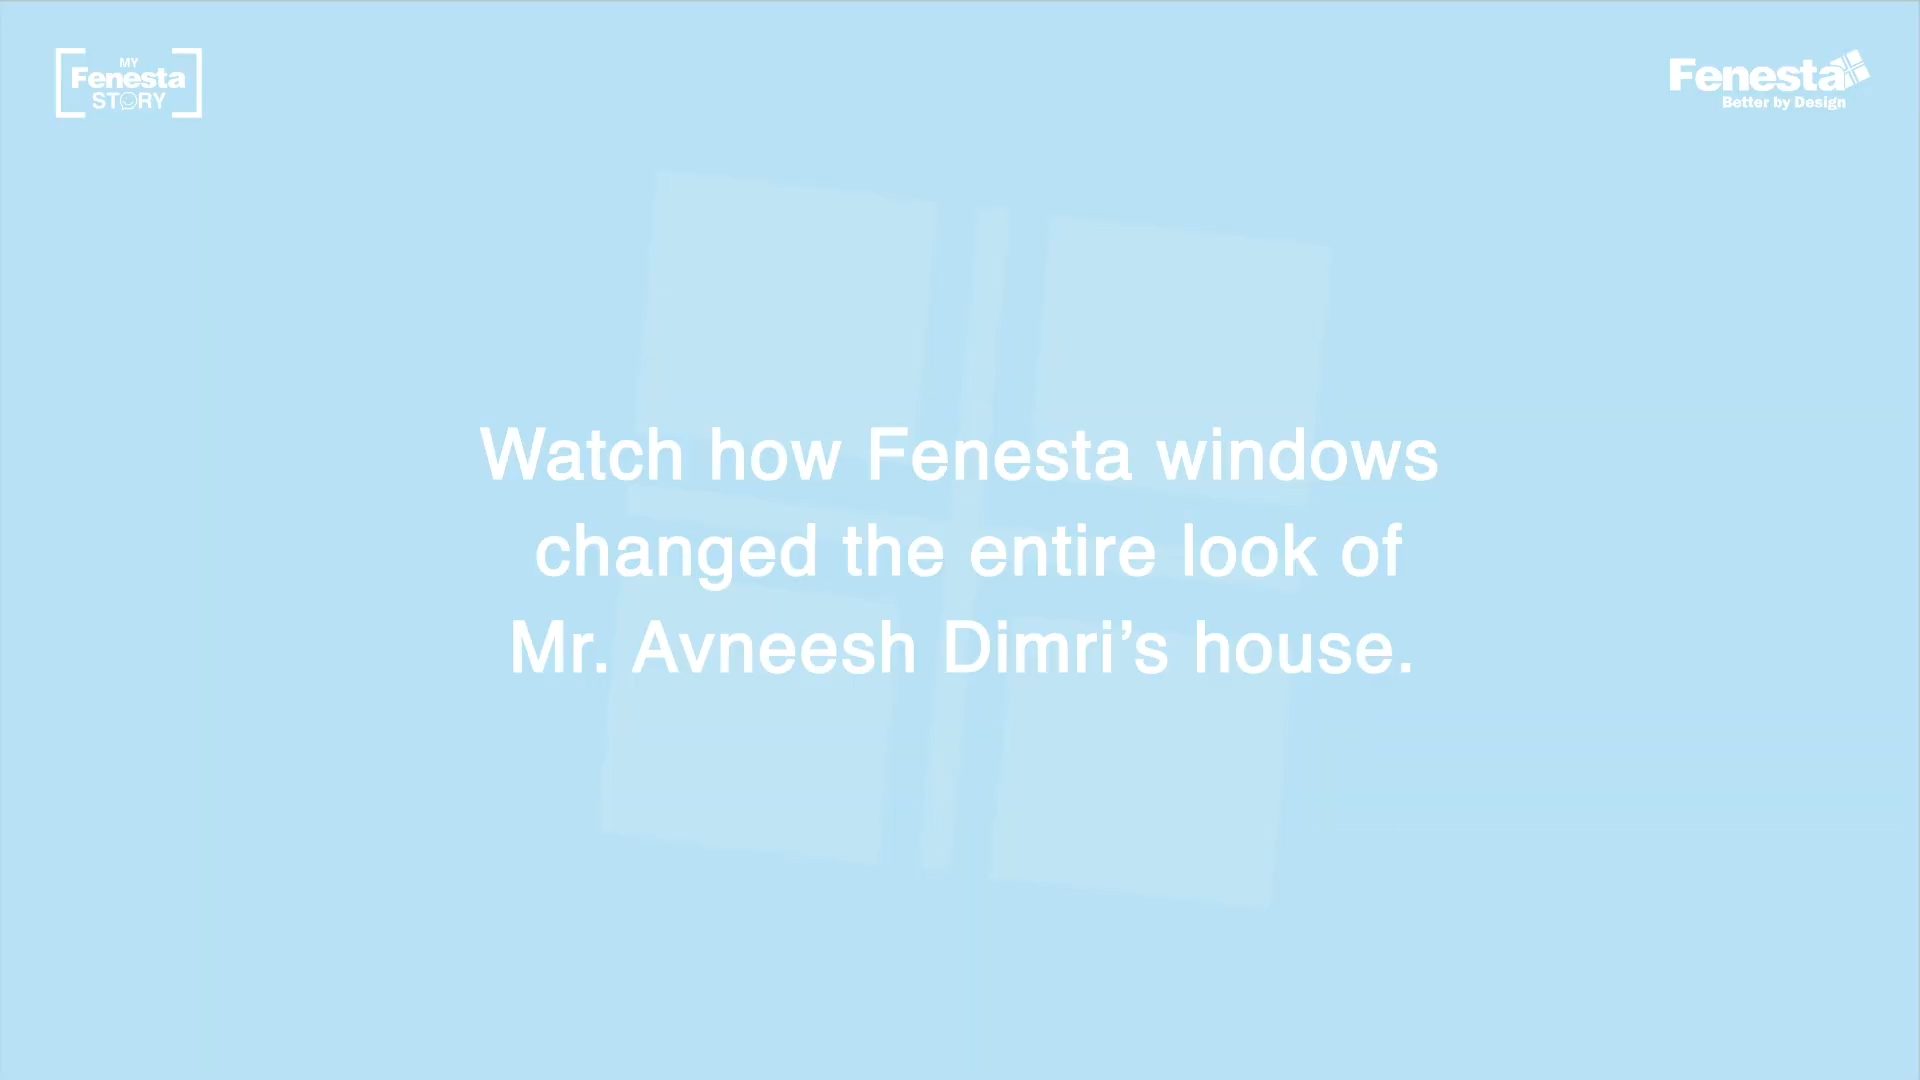 MY
Fenesta
STORY
Fenesta
Better by Design
Watch how Fenesta windows
changed the entire look of
Mr. Avneesh Dimri’s house.